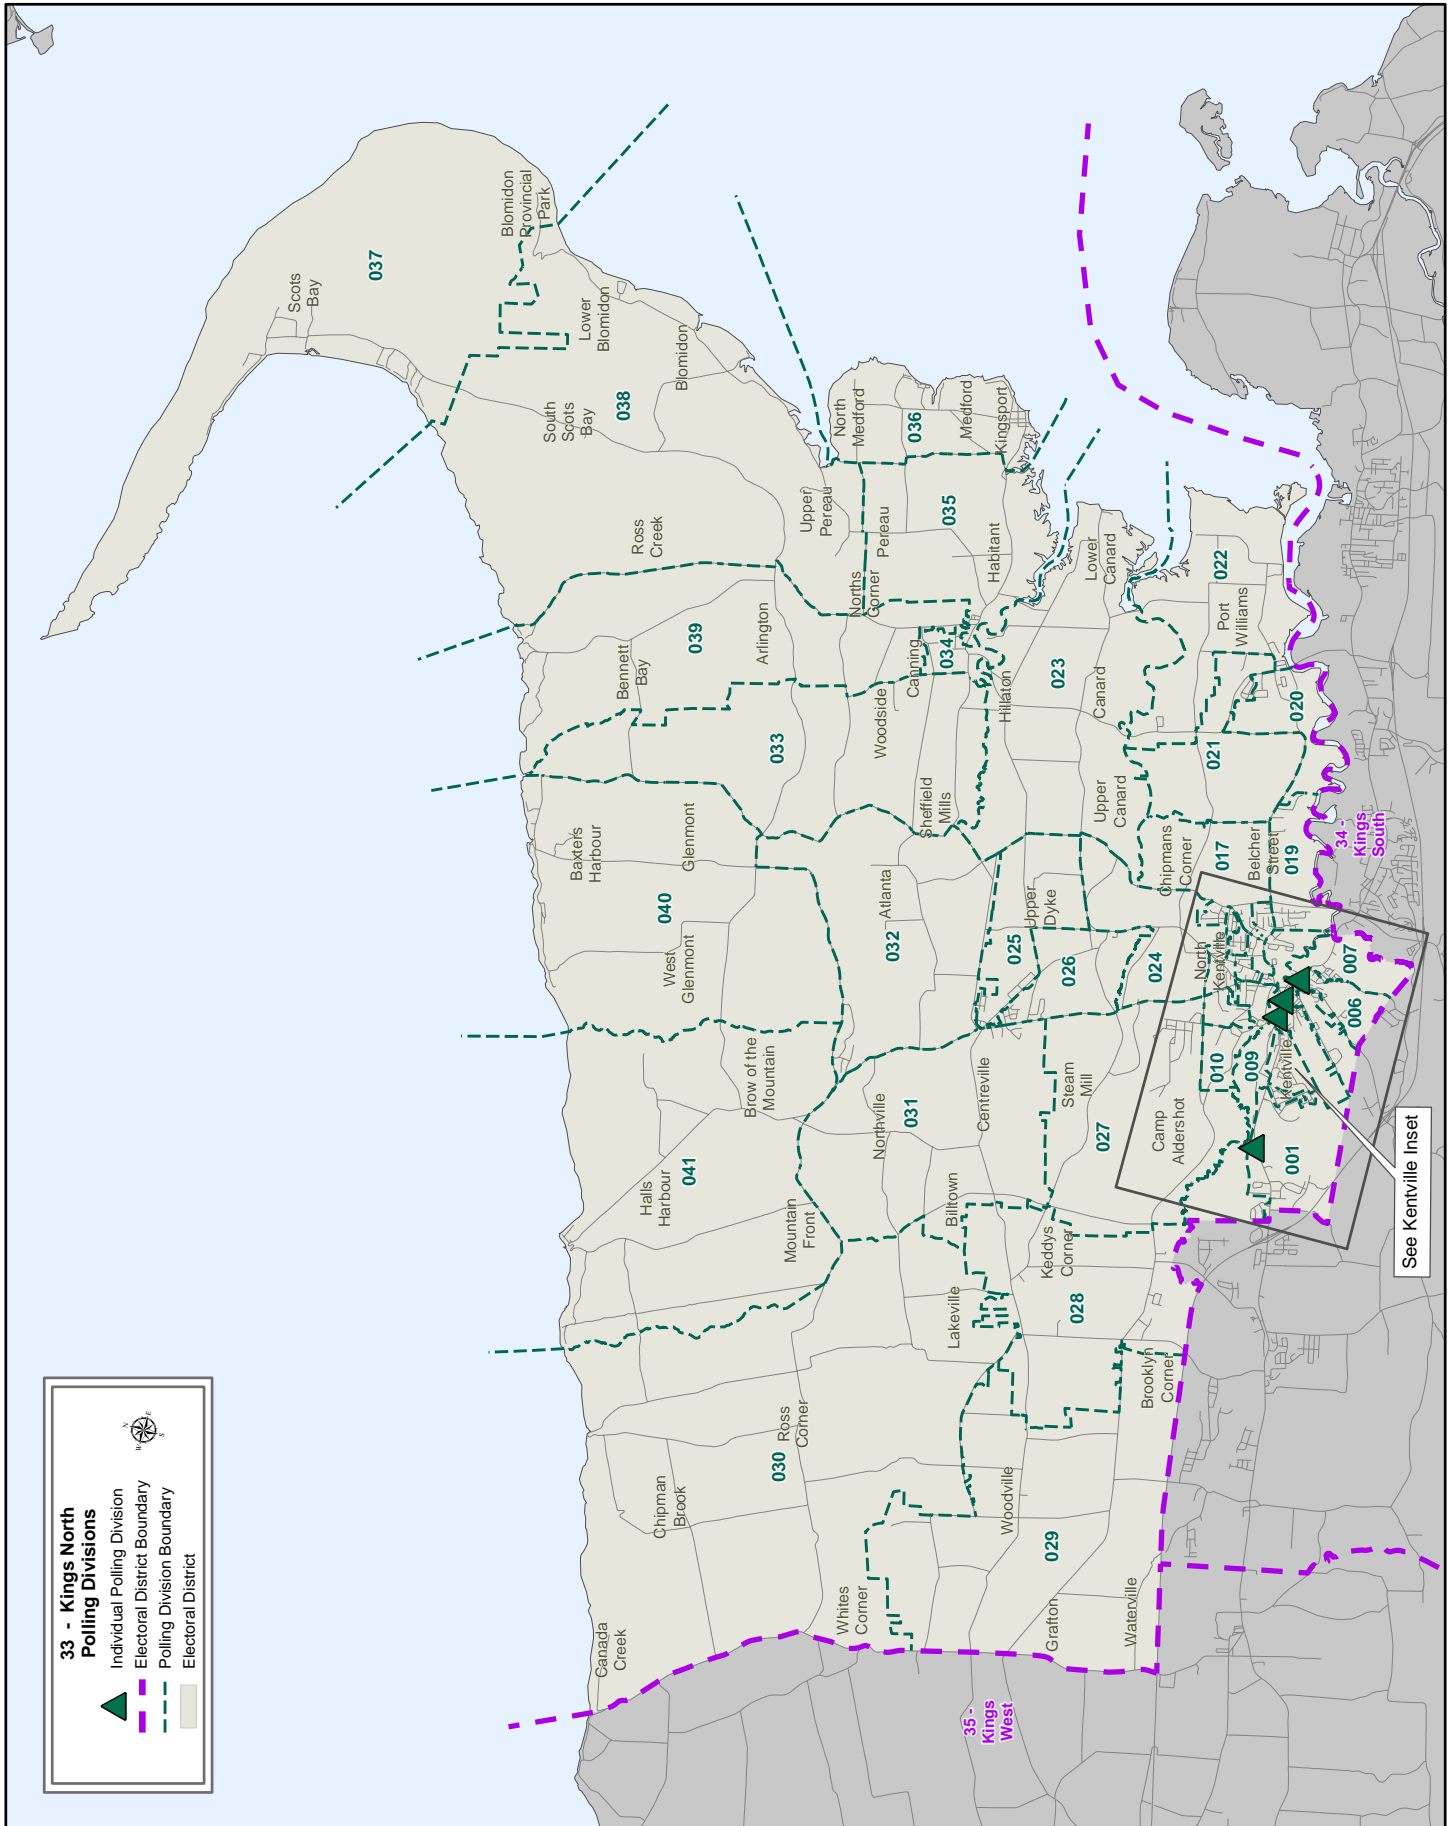 33 - Kings North
Polling Divisions
Individual Polling Division
Electoral District Boundary
Polling Division Boundary
Electoral District
N
E
S
W
Scots
Bay
037
Blomidon
Provincial
Park
Lower
Blomidon
Blomidon
South
Scots
Bay
038
North
Medford
036
Medford
Kingsport
Ross
Creek
Upper
Pereau
Pereau
035
Habitant
Lower
Canard
022
Port
Williams
Norths
Corner
Arlington
039
Bennett
Bay
Canning
034
Hillaton
023
Canard
Woodside
033
020
021
Sheffield
Mills
Upper
Canard
Chipmans
Corner
017
Belcher
Street
019
34 -
Kings
South
Baxters
Harbour
Glenmont
040
West
Glenmont
Atlanta
032
025
Upper
Dyke
026
024
North
Kentville
007
006
Brow of the
Mountain
Northville
031
Centreville
Steam
Mill
027
Camp
Aldershot
010
009
Kentville
001
See Kentville Inset
Halls
Harbour
041
Mountain
Front
Billtown
Keddys
Corner
Lakeville
028
Brooklyn
Corner
Ross
Corner
030
Chipman
Brook
Woodville
029
Whites
Corner
Grafton
Waterville
Canada
Creek
35 -
Kings
West